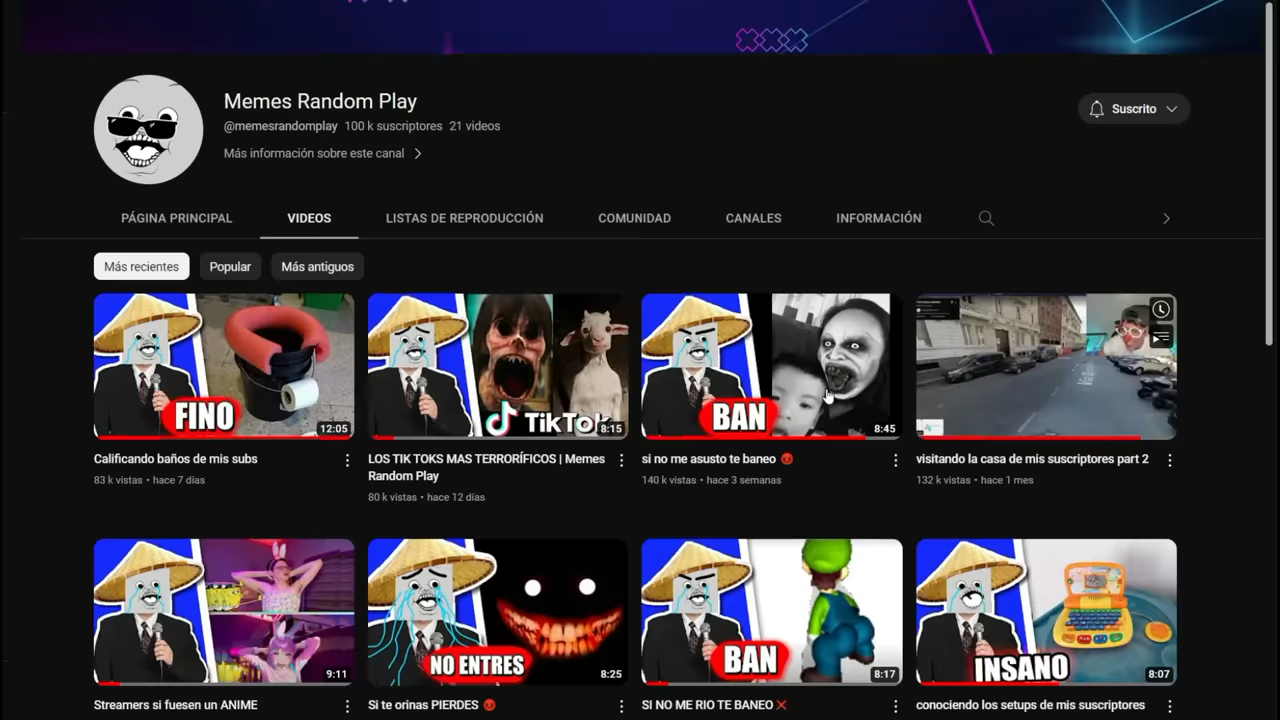 Memes Random Play
@memesrandomplay 100 k suscriptores 21 videos
Más información sobre este canal
Suscrito
PÁGINA PRINCIPAL VIDEOS LISTAS DE REPRODUCCIÓN COMUNIDAD CANALES INFORMACIÓN
Más recientes Popular Más antiguos
FINO
12:05
TikTok
8:15
BAN
8:45
Calificando baños de mis subs
83 k vistas • hace 7 días
LOS TIK TOKS MAS TERRORÍFICOS | Memes
Random Play
80 k vistas • hace 12 días
si no me asusto te baneo
140 k vistas • hace 3 semanas
visitando la casa de mis suscriptores part 2
132 k vistas • hace 1 mes
9:11
NO ENTRES
8:25
BAN
8:17
INSANO
8:07
Streamers si fuesen un ANIME
Si te orinas PIERDES
SI NO ME RIO TE BANEO
conociendo los setups de mis suscriptores